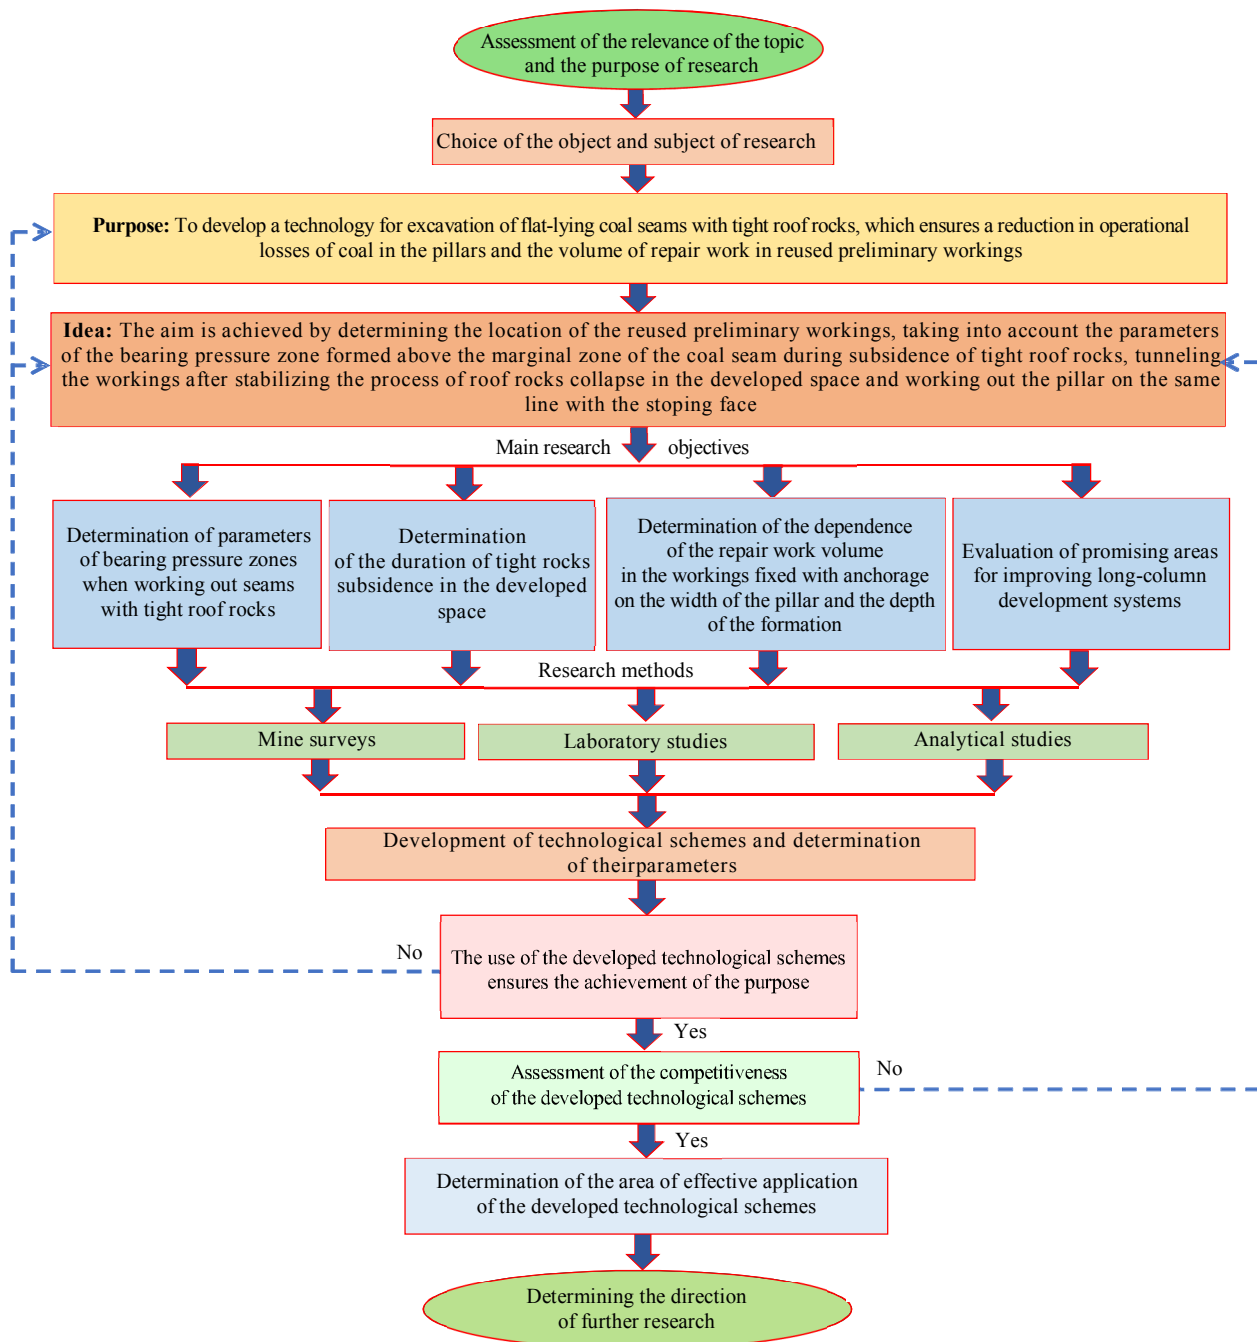 Assessment of the relevance of the topic
and the purpose of research
Choice of the object and subject of research
Purpose: To develop a technology for excavation of flat-lying coal seams with tight roof rocks, which ensures a reduction in operational
losses of coal in the pillars and the volume of repair work in reused preliminary workings
Idea: The aim is achieved by determining the location of the reused preliminary workings, taking into account the parameters
of the bearing pressure zone formed above the marginal zone of the coal seam during subsidence of tight roof rocks, tunneling
the workings after stabilizing the process of roof rocks collapse in the developed space and working out the pillar on the same
line with the stoping face
Main research objectives
Determination of parameters
of bearing pressure zones
when working out seams
with tight roof rocks
Determination
of the duration of tight rocks
subsidence in the developed
space
Determination of the dependence
of the repair work volume
in the workings fixed with anchorage
on the width of the pillar and the depth
of the formation
Evaluation of promising areas
for improving long-column
development systems
Research methods
Mine surveys
Laboratory studies
Analytical studies
Development of technological schemes and determination
of theirparameters
No
The use of the developed technological schemes
ensures the achievement of the purpose
Yes
Assessment of the competitiveness
of the developed technological schemes
No
Yes
Determination of the area of effective application
of the developed technological schemes
Determining the direction
of further research